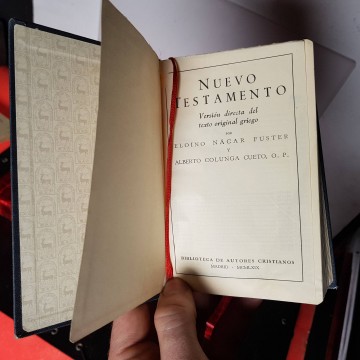 NUEVO
TESTAMENTO
Versión directa del
texto original griego
POR
ELOINO NACAR FUSTER
Y
ALBERTO COLUNGA CUETO, O. P.
BIBLIOTECA DE AUTORES CRISTIANOS
MADRID